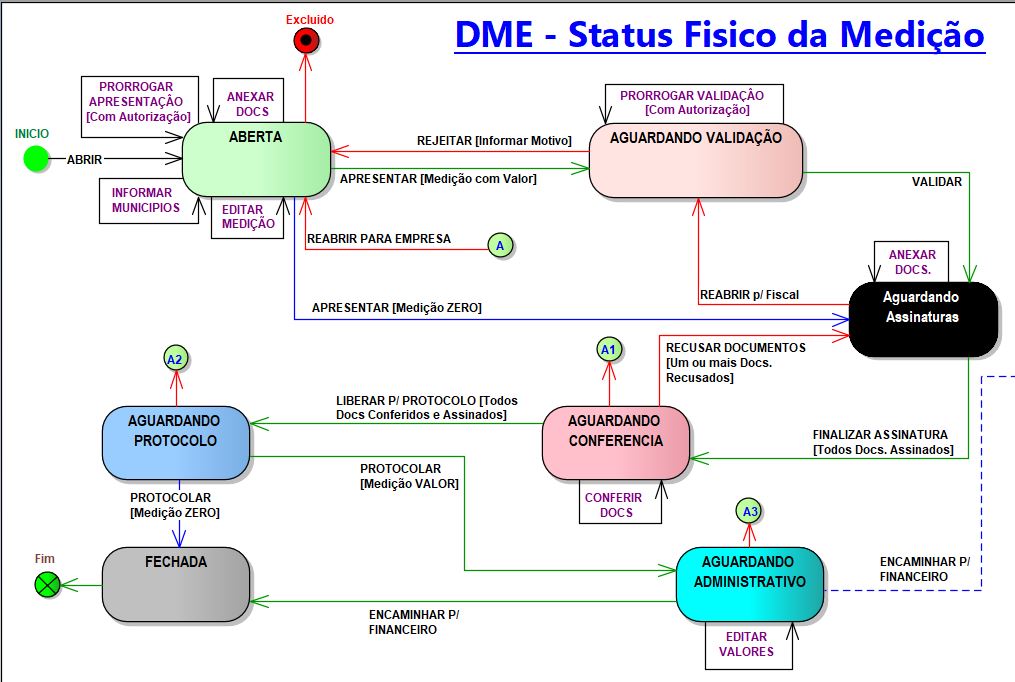 Excluido
DME - Status Fisico da Medição
PRORROGAR
APRESENTAÇÂO
[Com Autorização]
ANEXAR
DOCS
PRORROGAR VALIDAÇÂO
[Com Autorização]
INICIO
ABRIR
ABERTA
REJEITAR [Informar Motivo]
AGUARDANDO VALIDAÇÃO
APRESENTAR [Medição com Valor]
VALIDAR
INFORMAR
MUNICIPIOS
EDITAR
MEDIÇÃO
REABRIR PARA EMPRESA
A
ANEXAR
DOCS.
REABRIR p/ Fiscal
Aguardando
Assinaturas
APRESENTAR [Medição ZERO]
A2
A1
RECUSAR DOCUMENTOS
[Um ou mais Docs.
Recusados]
LIBERAR P/ PROTOCOLO [Todos
Docs Conferidos e Assinados]
AGUARDANDO
PROTOCOLO
AGUARDANDO
CONFERENCIA
FINALIZAR ASSINATURA
[Todos Docs. Assinados]
PROTOCOLAR
[Medição VALOR]
PROTOCOLAR
[Medição ZERO]
CONFERIR
DOCS
A3
Fim
FECHADA
AGUARDANDO
ADMINISTRATIVO
ENCAMINHAR P/
FINANCEIRO
ENCAMINHAR P/
FINANCEIRO
EDITAR
VALORES